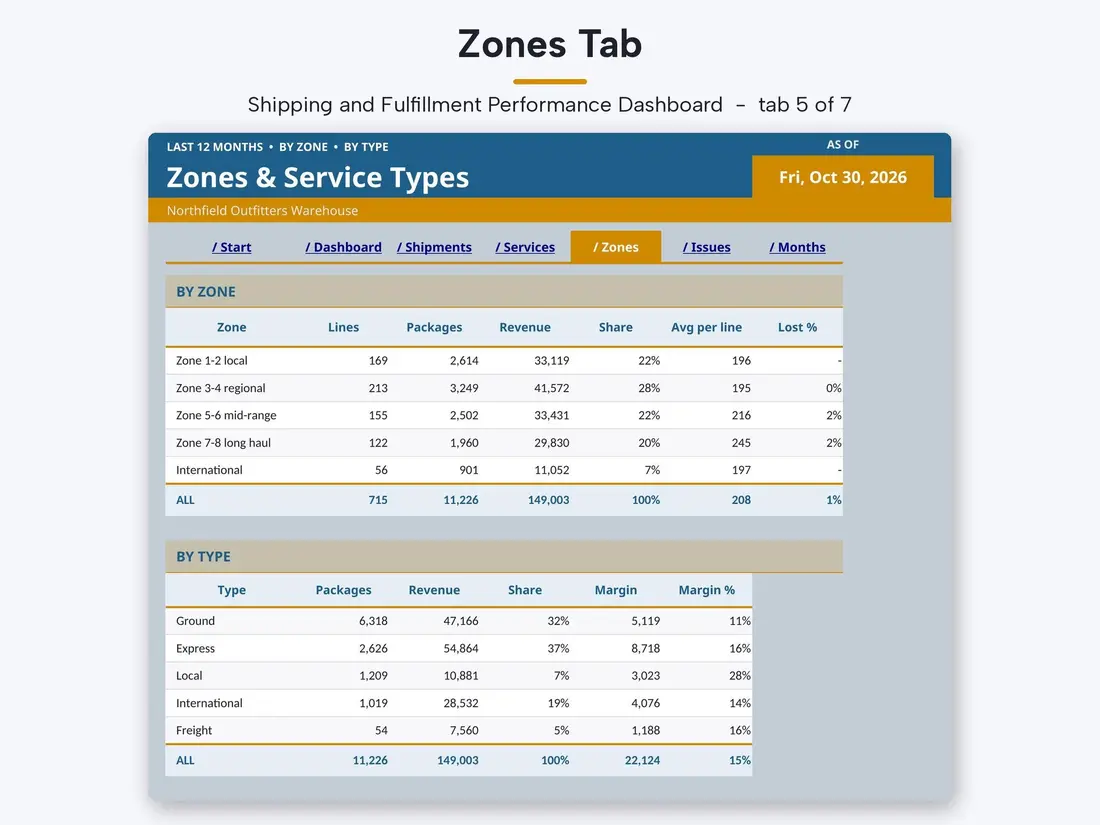 Zones Tab
Shipping and Fulfillment Performance Dashboard - tab 5 of 7
LAST 12 MONTHS • BY ZONE • BY TYPE
AS OF
Zones & Service Types
Fri, Oct 30, 2026
Northfield Outfitters Warehouse
/ Start / Dashboard / Shipments / Services / Zones / Issues / Months
BY ZONE
Zone Lines Packages Revenue Share Avg per line Lost %
Zone 1-2 local 169 2,614 33,119 22% 196 -
Zone 3-4 regional 213 3,249 41,572 28% 195 0%
Zone 5-6 mid-range 155 2,502 33,431 22% 216 2%
Zone 7-8 long haul 122 1,960 29,830 20% 245 2%
International 56 901 11,052 7% 197 -
ALL 715 11,226 149,003 100% 208 1%
BY TYPE
Type Packages Revenue Share Margin Margin %
Ground 6,318 47,166 32% 5,119 11%
Express 2,626 54,864 37% 8,718 16%
Local 1,209 10,881 7% 3,023 28%
International 1,019 28,532 19% 4,076 14%
Freight 54 7,560 5% 1,188 16%
ALL 11,226 149,003 100% 22,124 15%